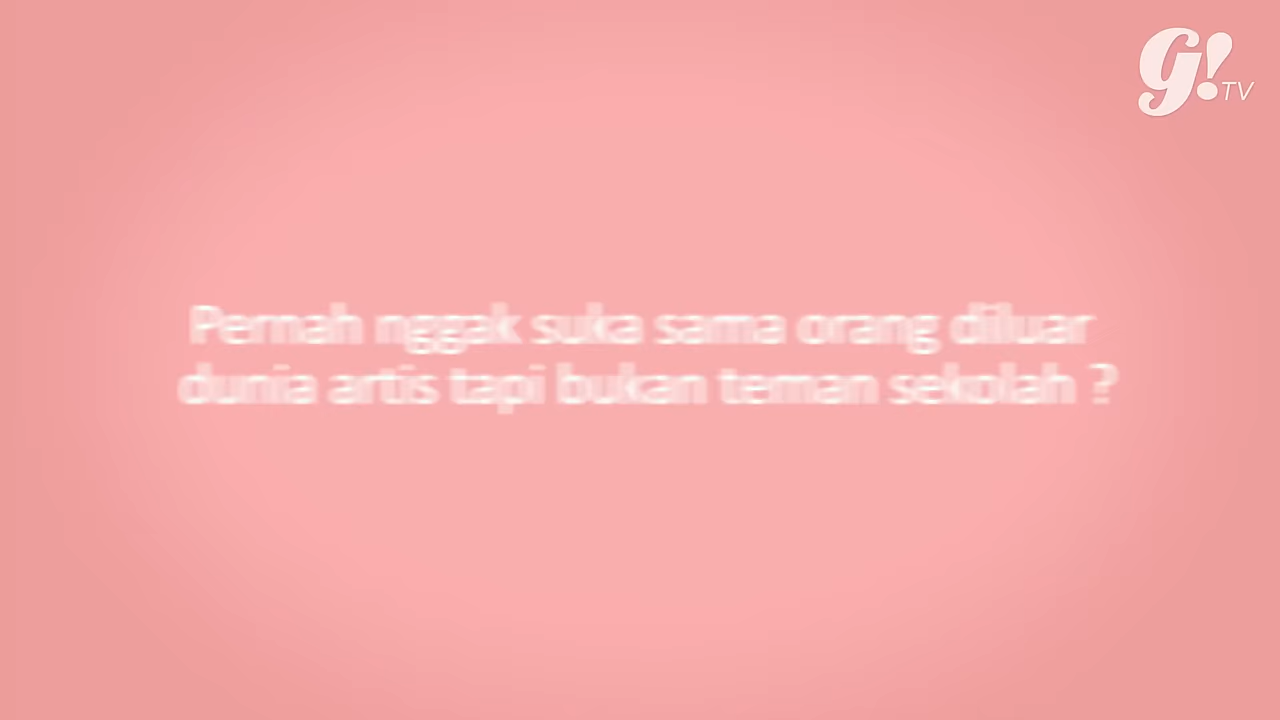 G! TV
Pernah nggak suka sama orang diluar
dunia artis tapi bukan teman sekolah ?